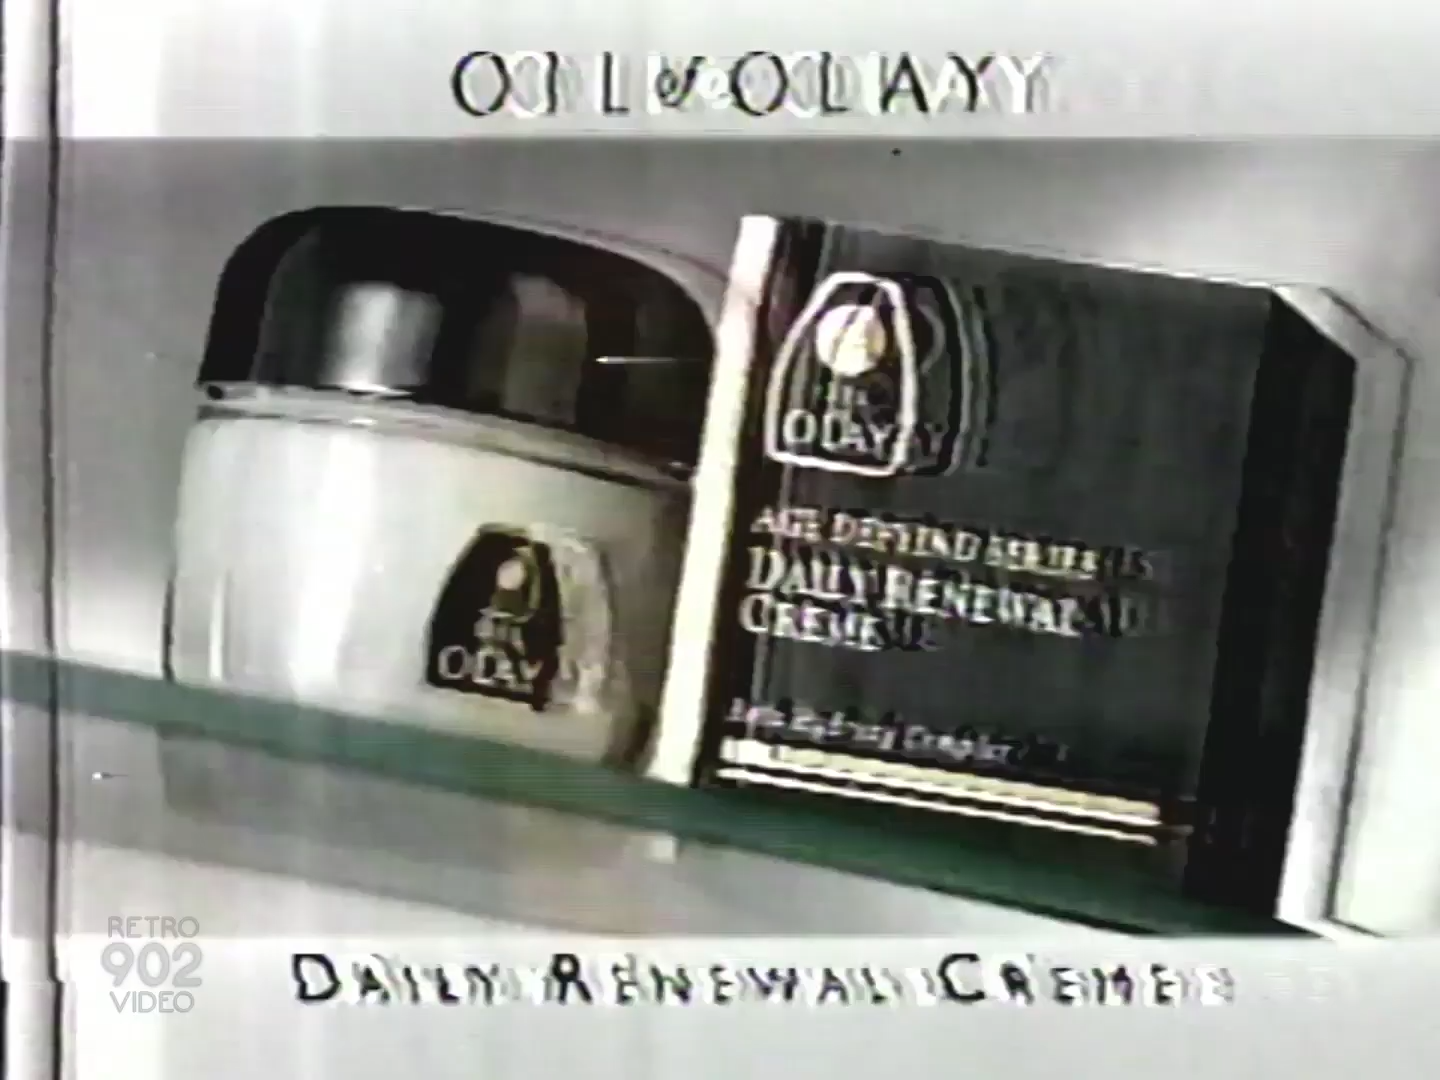 OIL of OLAY
OLAY
AGE DEFYING SERIES
DAILY RENEWAL
CREME
OLAY
RETRO
902
VIDEO
DAILY RENEWAL CREME